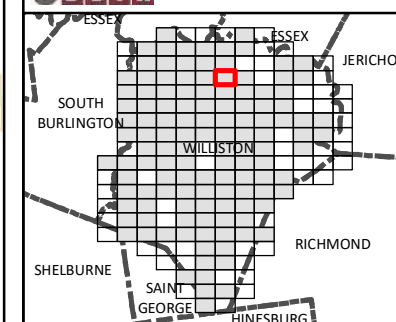 ESSEX
ESSEX
JERICHO
SOUTH
BURLINGTON
WILLISTON
RICHMOND
SHELBURNE
SAINT
GEORGE
HINESBURG